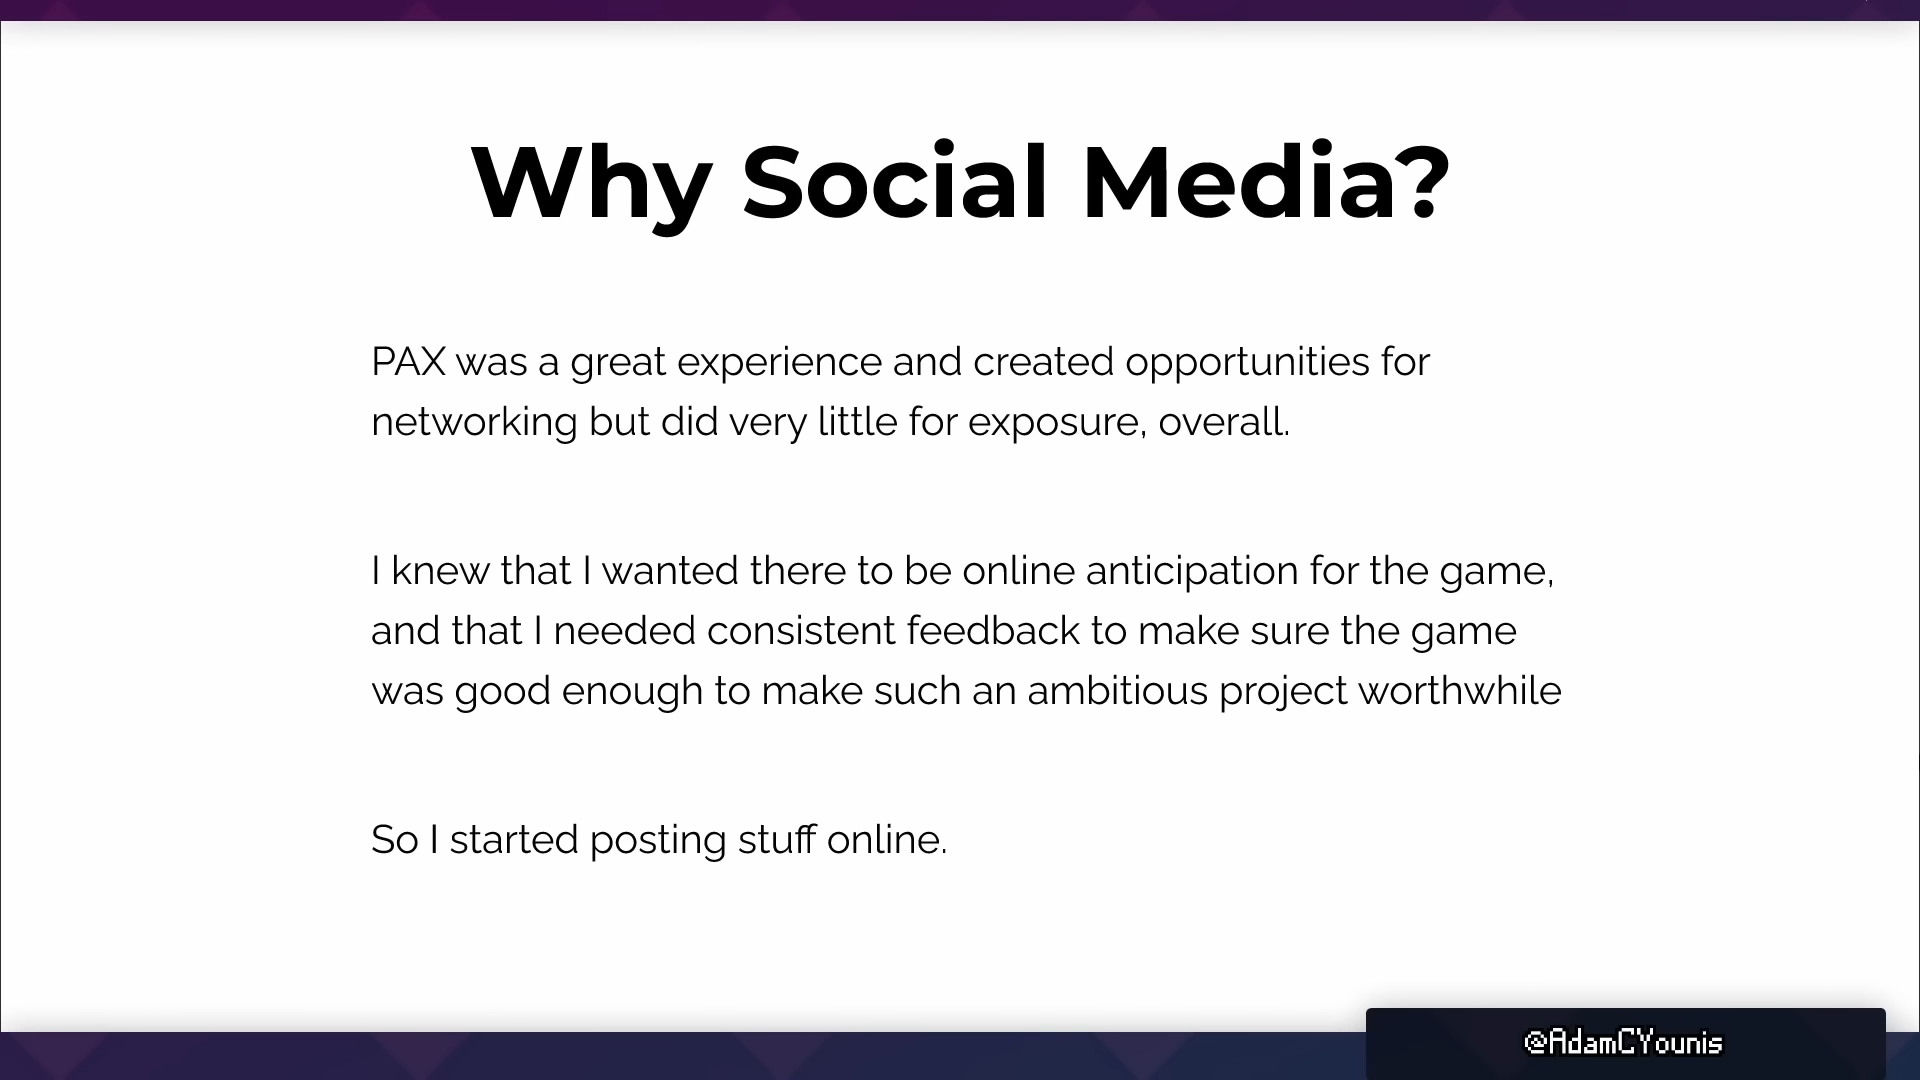 Why Social Media?
PAX was a great experience and created opportunities for
networking but did very little for exposure, overall.
I knew that I wanted there to be online anticipation for the game,
and that I needed consistent feedback to make sure the game
was good enough to make such an ambitious project worthwhile
So I started posting stuff online.
@AdamCYounis